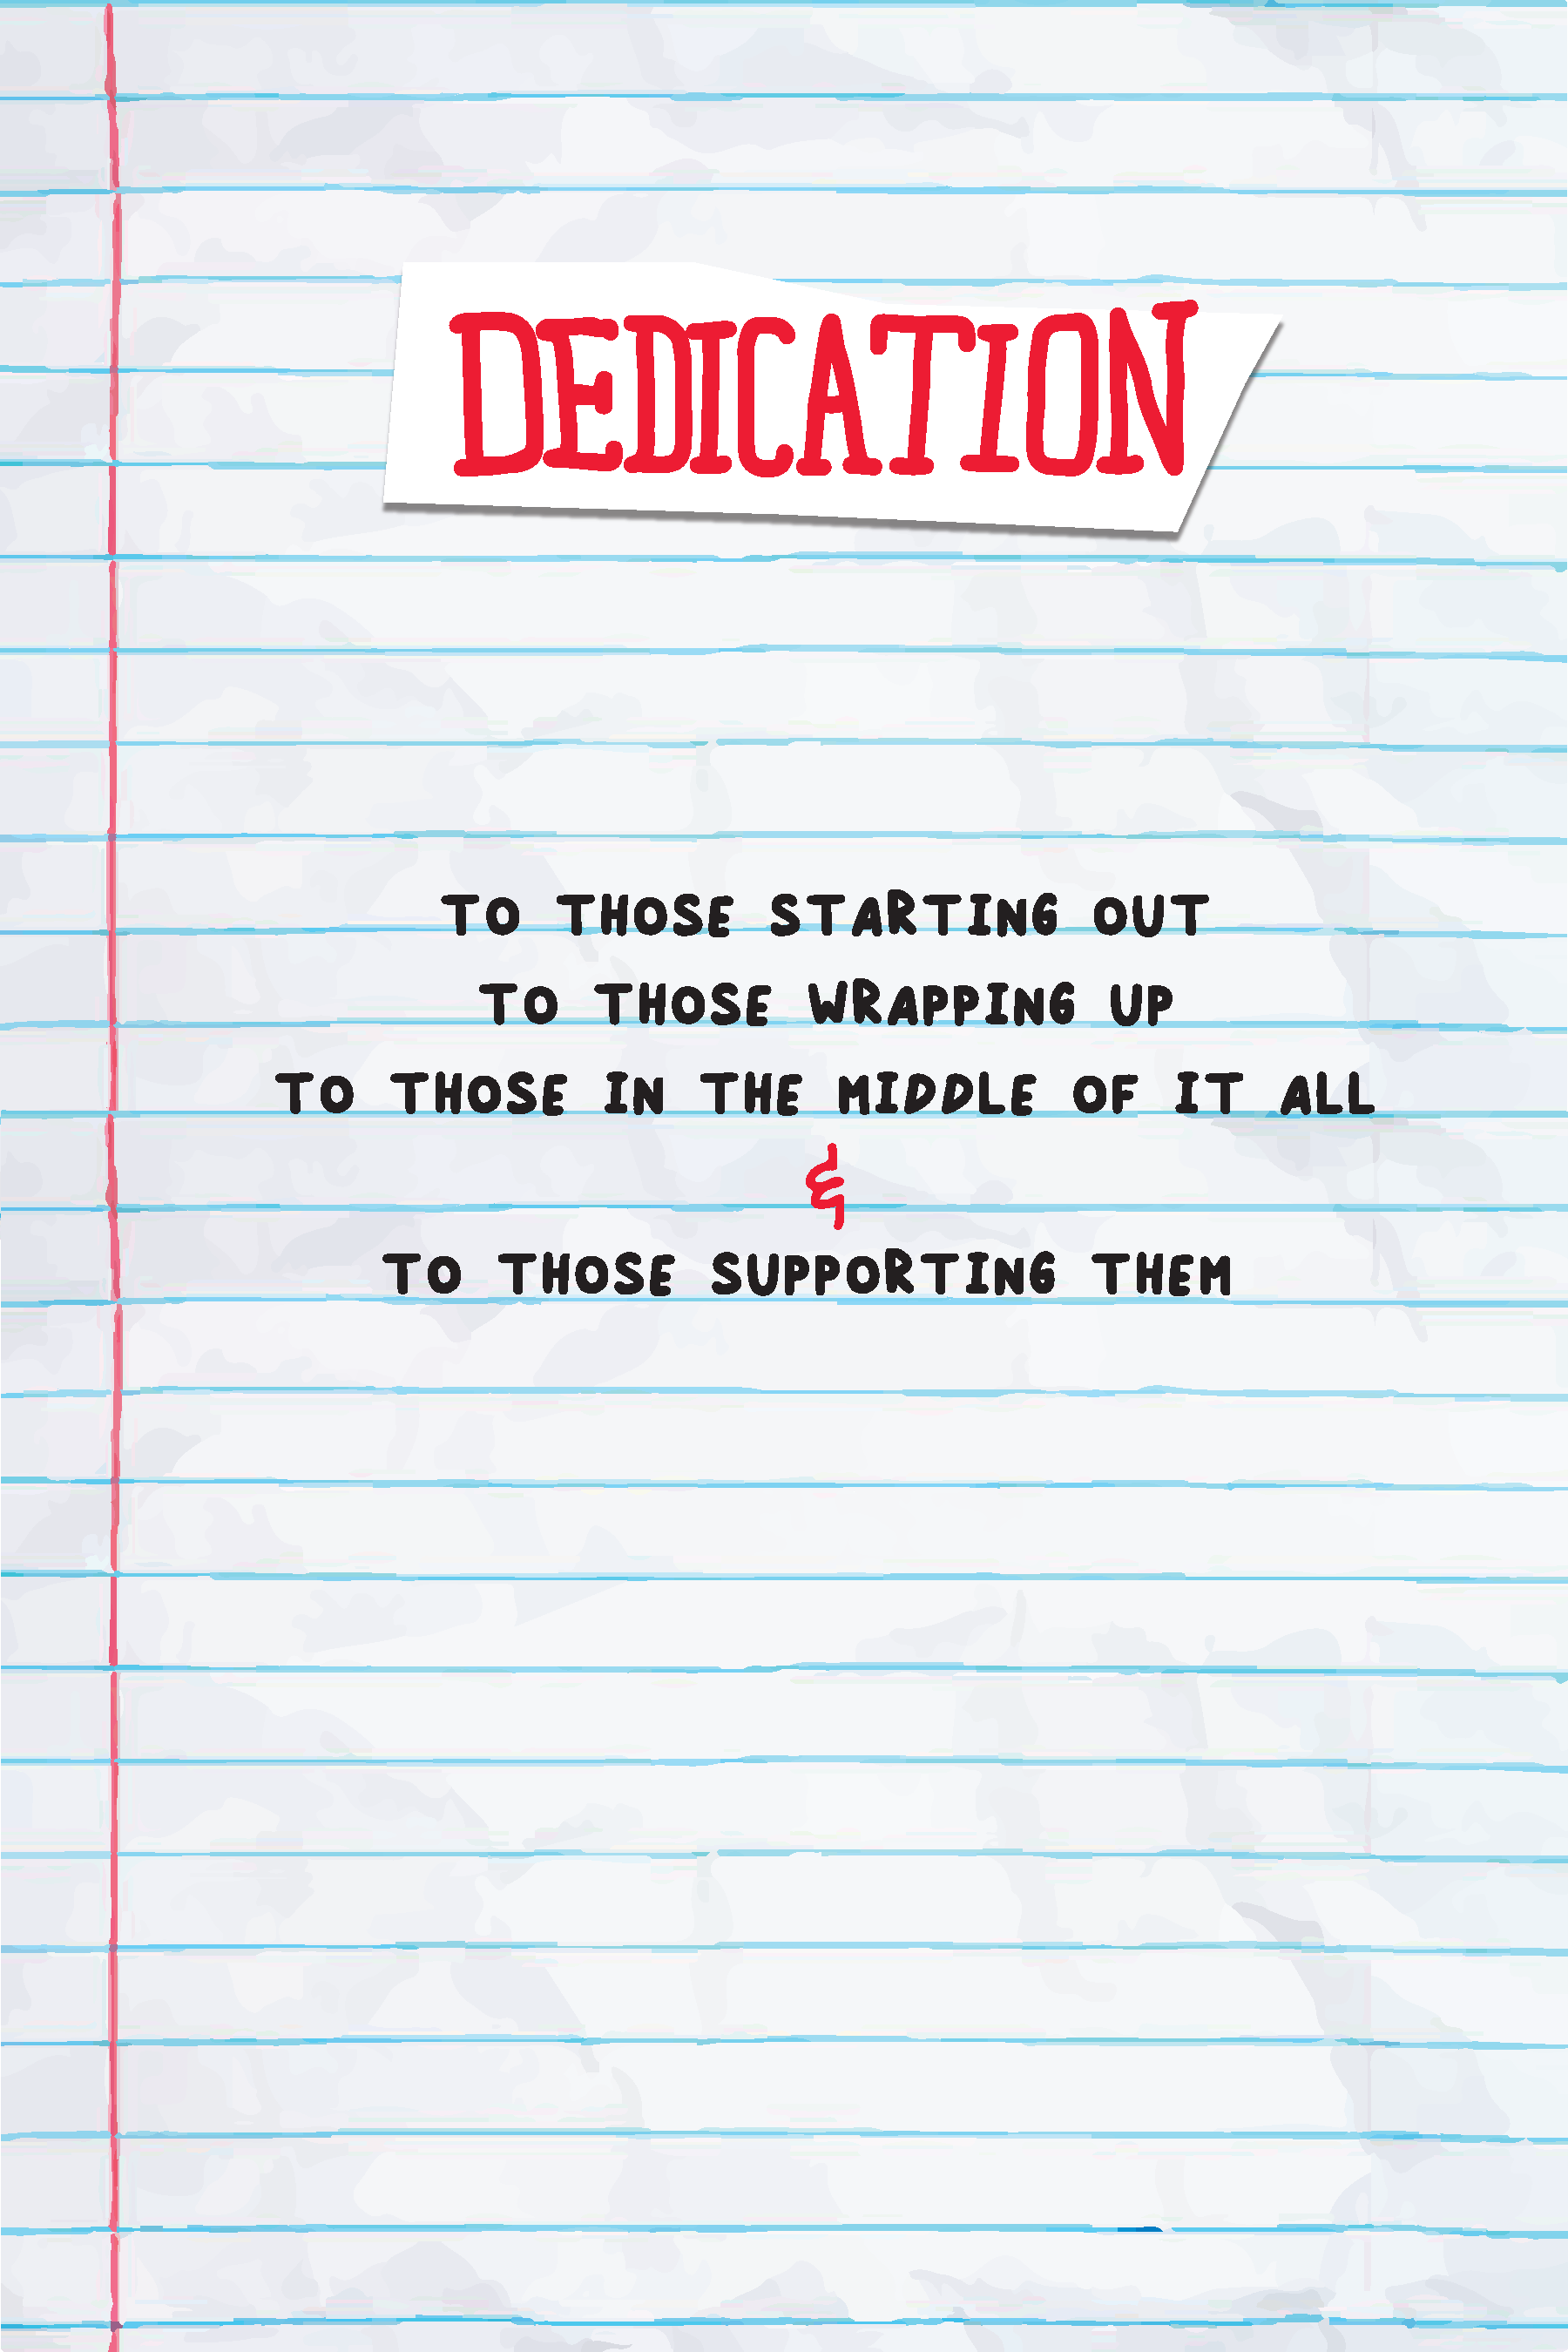 DEDICATION
TO THOSE STARTING OUT
TO THOSE WRAPPING UP
TO THOSE IN THE MIDDLE OF IT ALL
&
TO THOSE SUPPORTING THEM